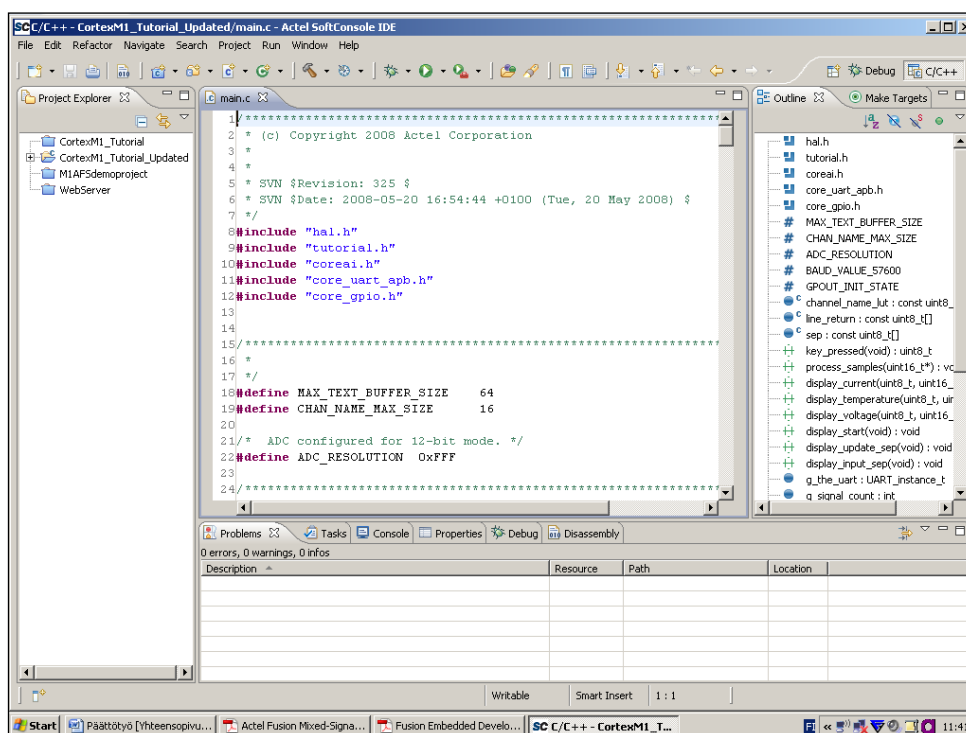 SC C/C++ - CortexM1_Tutorial_Updated/main.c - Actel SoftConsole IDE
File Edit Refactor Navigate Search Project Run Window Help
Debug C/C++
Project Explorer
CortexM1_Tutorial
CortexM1_Tutorial_Updated
M1AFSdemoproject
WebServer
main.c
1/**********************************************************
2 * (c) Copyright 2008 Actel Corporation
3 *
4 *
5 * SVN $Revision: 325 $
6 * SVN $Date: 2008-05-20 16:54:44 +0100 (Tue, 20 May 2008) $
7 */
8#include "hal.h"
9#include "tutorial.h"
10#include "coreai.h"
11#include "core_uart_apb.h"
12#include "core_gpio.h"
13
14
15/**********************************************************
16 *
17 */
18#define MAX_TEXT_BUFFER_SIZE    64
19#define CHAN_NAME_MAX_SIZE      16
20
21/*  ADC configured for 12-bit mode. */
22#define ADC_RESOLUTION  0xFFF
23
24/**********************************************************
Outline Make Targets
hal.h
tutorial.h
coreai.h
core_uart_apb.h
core_gpio.h
# MAX_TEXT_BUFFER_SIZE
# CHAN_NAME_MAX_SIZE
# ADC_RESOLUTION
# BAUD_VALUE_57600
# GPOUT_INIT_STATE
C channel_name_lut : const uint8_
C line_return : const uint8_t[]
C sep : const uint8_t[]
key_pressed(void) : uint8_t
process_samples(uint16_t*) : vo
display_current(uint8_t, uint16_
display_temperature(uint8_t, uin
display_voltage(uint8_t, uint16_
display_start(void) : void
display_update_sep(void) : void
display_input_sep(void) : void
g_the_uart : UART_instance_t
g_signal_count : int
Problems Tasks Console Properties Debug Disassembly
0 errors, 0 warnings, 0 infos
Description Resource Path Location
Writable Smart Insert 1 : 1
Start Päättötyö [Yhteensopivu... Actel Fusion Mixed-Signa... Fusion Embedded Develo... SC C/C++ - CortexM1_T... FI « 11:41